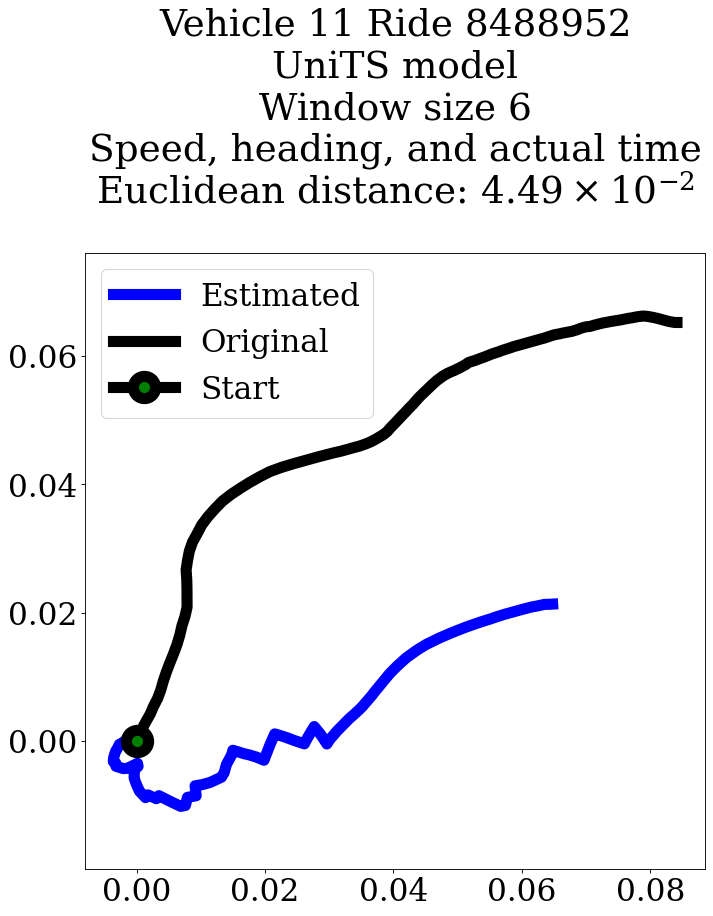 Vehicle 11 Ride 8488952
UniTS model
Window size 6
Speed, heading, and actual time
Euclidean distance: 4.49 × 10⁻²
Estimated
Original
Start
0.06
0.04
0.02
0.00
0.00 0.02 0.04 0.06 0.08